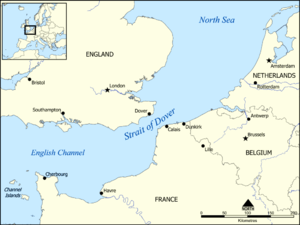 North Sea
ENGLAND
Amsterdam
NETHERLANDS
Bristol
London
Rotterdam
Southampton
Dover
Strait of Dover
Antwerp
Calais
Dunkirk
Brussels
English Channel
Lille
BELGIUM
Cherbourg
Channel
Islands
Havre
FRANCE
NORTH
Kilometres